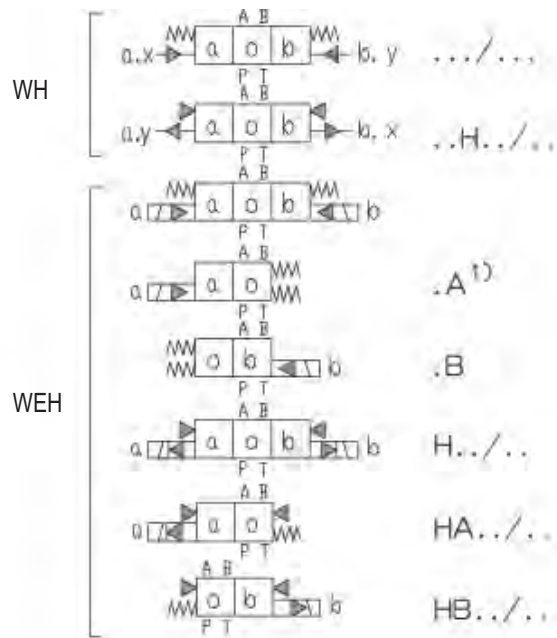 A B
a.x a o b b, y .../...
P T
WH
A B
a.y a o b b, x ..H../..
P T
A B
a a o b b
P T
A B
a a o .A 1)
P T
A B
o b b .B
P T
WEH
A B
a a o b b H../..
P T
A B
a o HA../..
a
P T
A B
o b b HB../..
P T